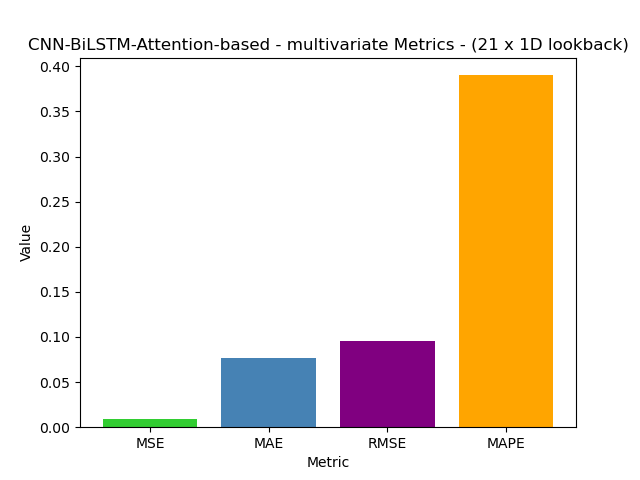 CNN-BiLSTM-Attention-based - multivariate Metrics - (21 x 1D lookback)
0.40
0.35
0.30
0.25
0.20
0.15
0.10
0.05
0.00
Value
MSE MAE RMSE MAPE
Metric